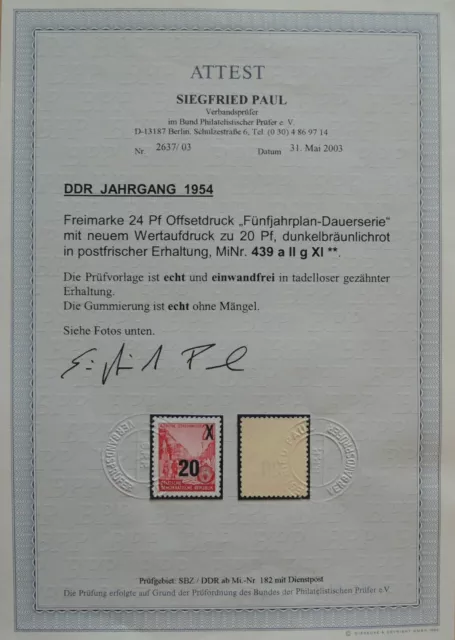 ATTEST
SIEGFRIED PAUL
Verbandsprüfer
im Bund Philatelistischer Prüfer e. V.
D-13187 Berlin, Schulzestraße 6, Tel. (0 30) 4 86 97 14
Nr. 2637/03 Datum 31. Mai 2003
DDR JAHRGANG 1954
Freimarke 24 Pf Offsetdruck „Fünfjahrplan-Dauerserie“
mit neuem Wertaufdruck zu 20 Pf, dunkelbräunlichrot
in postfrischer Erhaltung, MiNr. 439 a II g XI **.
Die Prüfvorlage ist echt und einwandfrei in tadelloser gezähnter
Erhaltung.
Die Gummierung ist echt ohne Mängel.
Siehe Fotos unten.
X
20
Prüfgebiet: SBZ / DDR ab Mi.-Nr. 182 mit Dienstpost
Die Prüfung erfolgte auf Grund der Prüfordnung des Bundes der Philatelistischen Prüfer e. V.